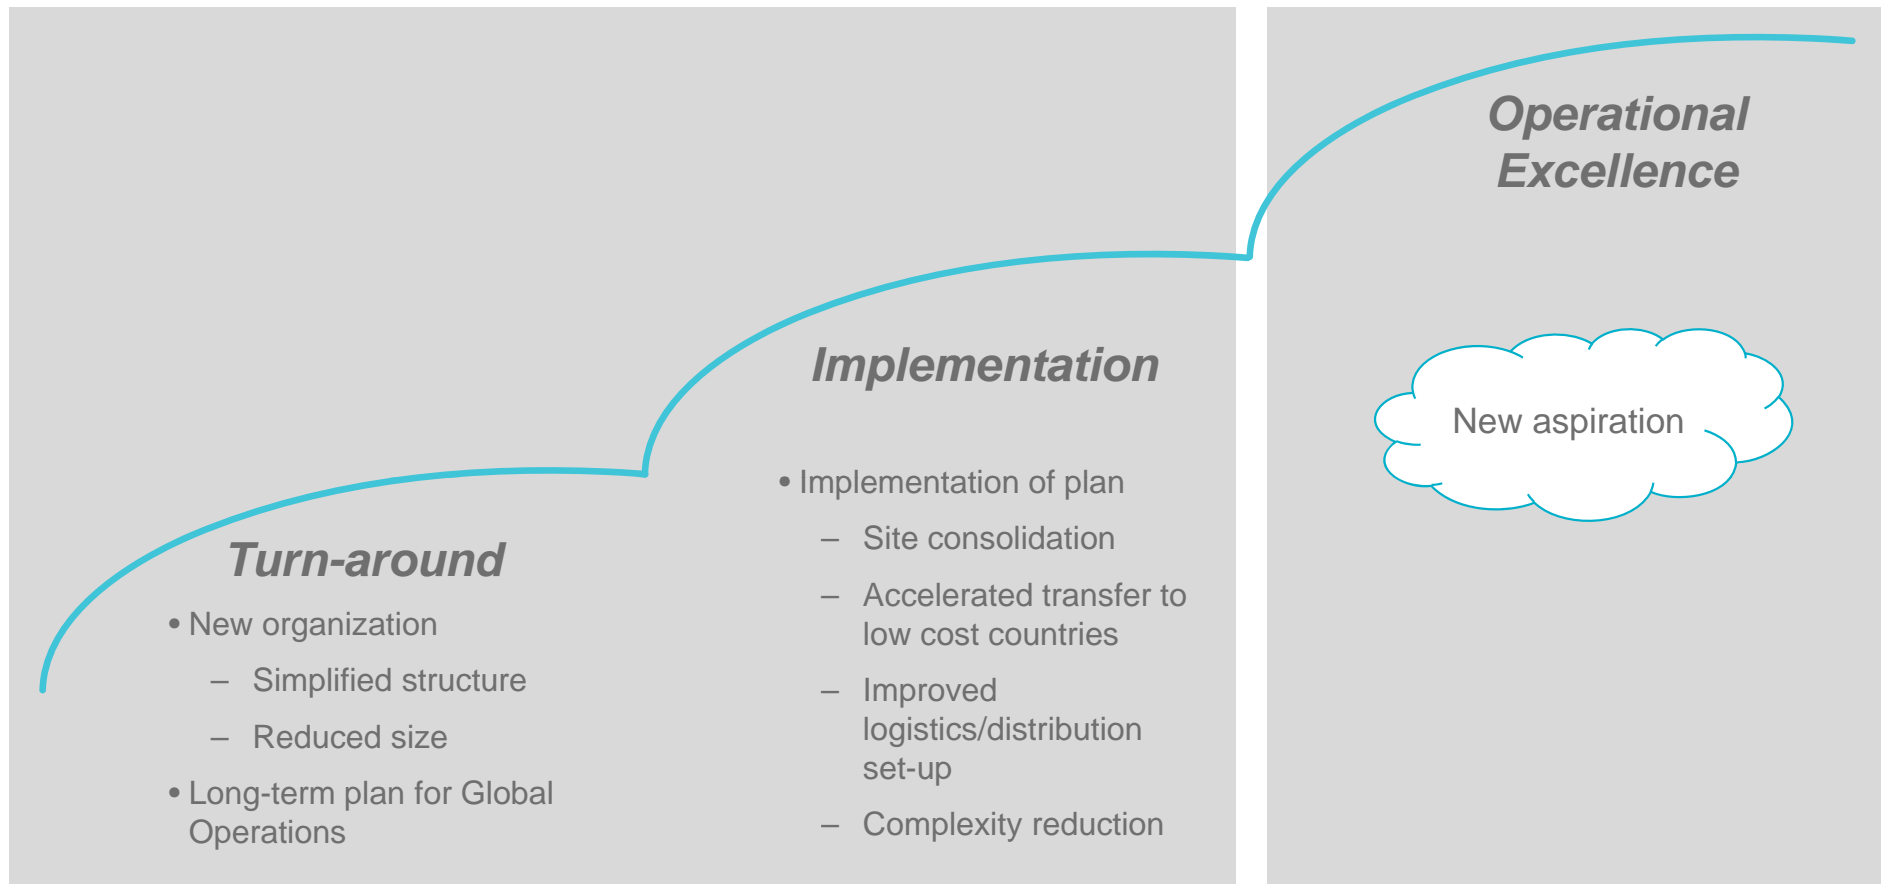 Turn-around
• New organization
– Simplified structure
– Reduced size
• Long-term plan for Global
Operations
Implementation
• Implementation of plan
– Site consolidation
– Accelerated transfer to
low cost countries
– Improved
logistics/distribution
set-up
– Complexity reduction
Operational
Excellence
New aspiration